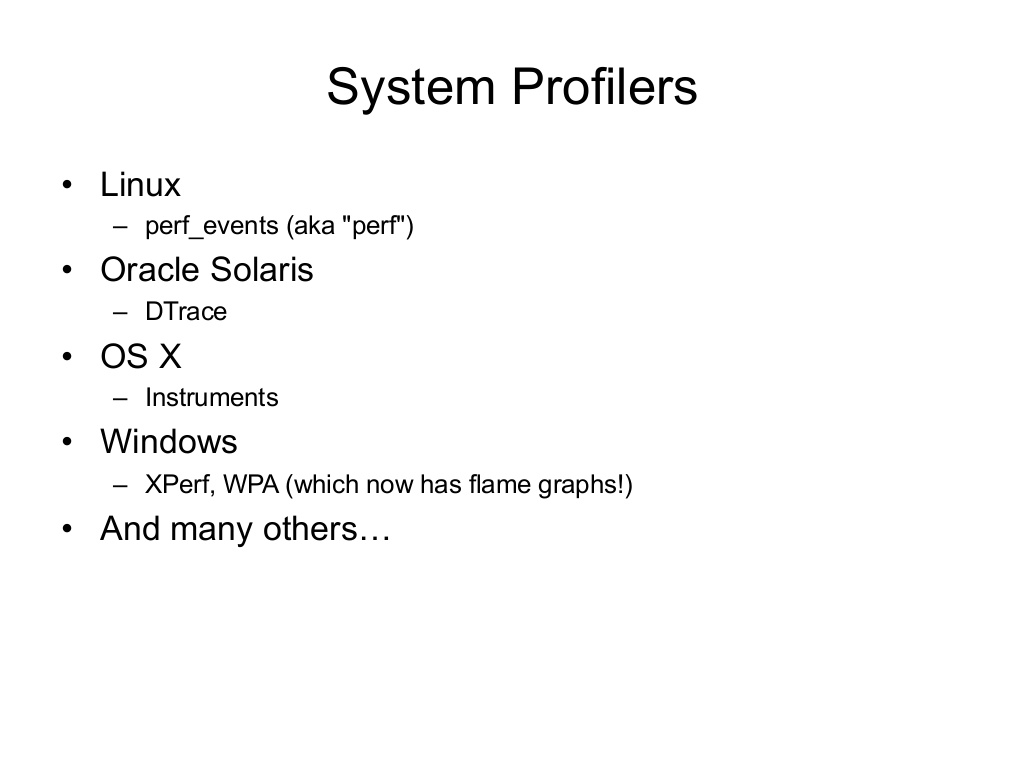 System Profilers
• Linux
– perf_events (aka "perf")
• Oracle Solaris
– DTrace
• OS X
– Instruments
• Windows
– XPerf, WPA (which now has flame graphs!)
• And many others…